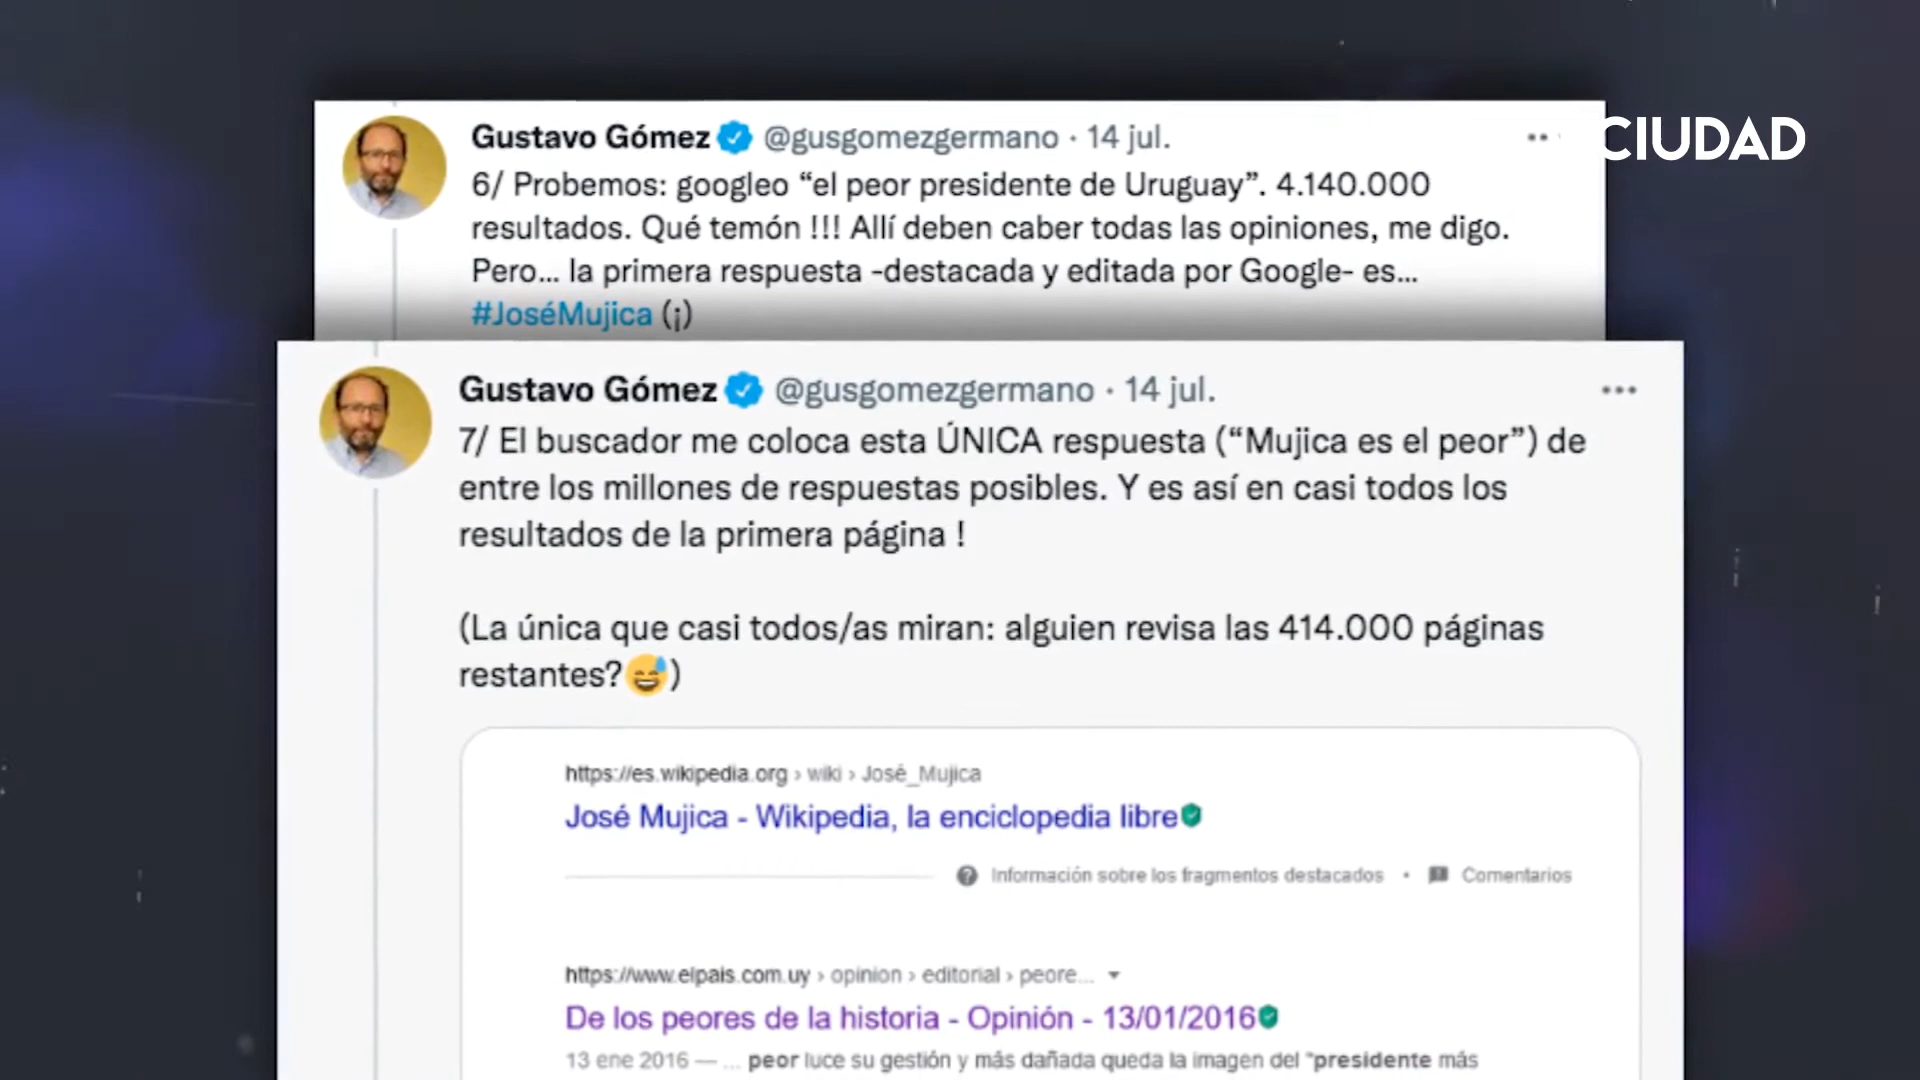 CIUDAD
Gustavo Gómez @gusgomezgermano · 14 jul.
6/ Probemos: googleo “el peor presidente de Uruguay”. 4.140.000
resultados. Qué temón !!! Allí deben caber todas las opiniones, me digo.
Pero... la primera respuesta -destacada y editada por Google- es...
#JoséMujica (¡)
Gustavo Gómez @gusgomezgermano · 14 jul.
7/ El buscador me coloca esta ÚNICA respuesta (“Mujica es el peor”) de
entre los millones de respuestas posibles. Y es así en casi todos los
resultados de la primera página !
(La única que casi todos/as miran: alguien revisa las 414.000 páginas
restantes?😅)
https://es.wikipedia.org › wiki › José_Mujica
José Mujica - Wikipedia, la enciclopedia libre
Información sobre los fragmentos destacados • Comentarios
https://www.elpais.com.uy › opinion › editorial › peore...
De los peores de la historia - Opinión - 13/01/2016
13 ene 2016 — ... peor luce su gestión y más dañada queda la imagen del "presidente más